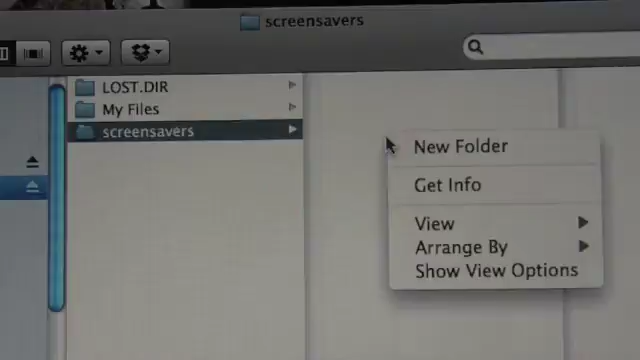 screensavers
LOST.DIR
My Files
screensavers
New Folder
Get Info
View
Arrange By
Show View Options